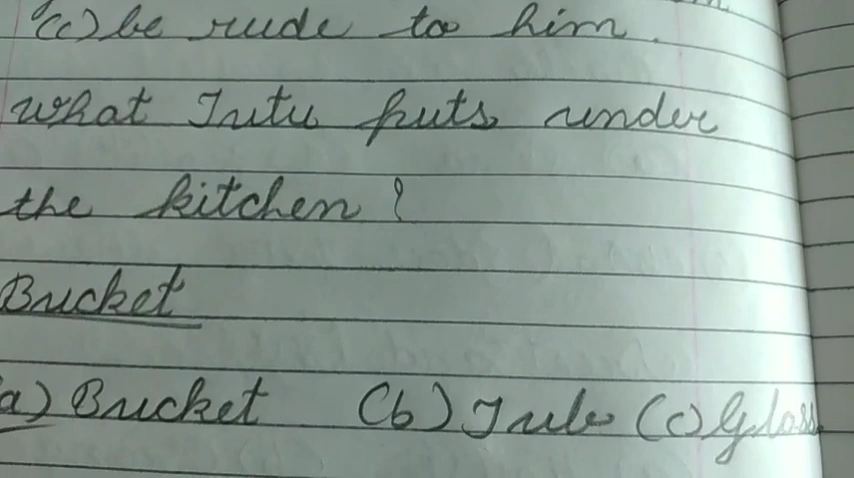 (c) be rude to him.
what Tutu puts under
the kitchen?
Bucket
a) Bucket (b) Tub (c) Glass